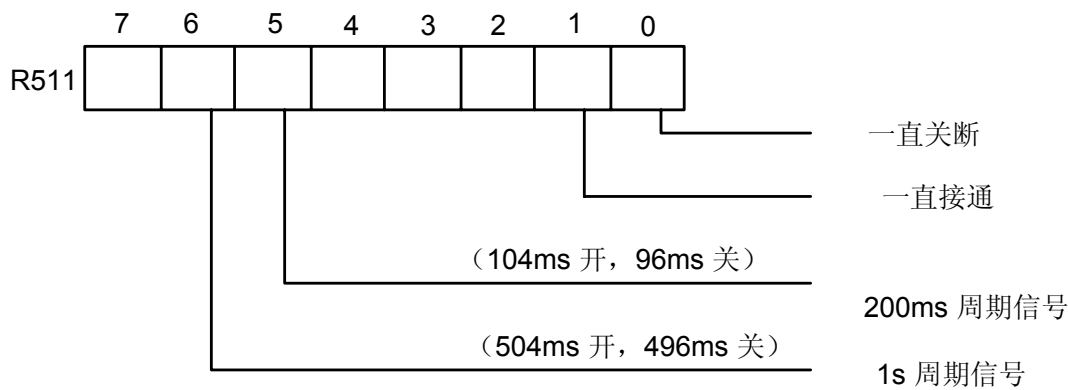 7 6 5 4 3 2 1 0
R511
一直关断
一直接通
（104ms 开，96ms 关）
200ms 周期信号
（504ms 开，496ms 关）
1s 周期信号